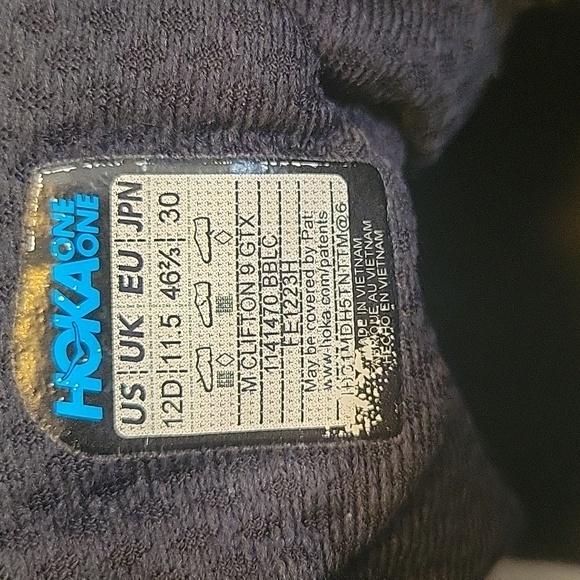 HOKA ONE ONE
US UK EU JPN
12D 11.5 46⅔ 30
M CLIFTON 9 GTX
1141470 BBLC
FE1223H
May be covered by Pat
www.hoka.com/patents
MADE IN VIETNAM
AU VIETNAM
HECHO EN VIETNAM